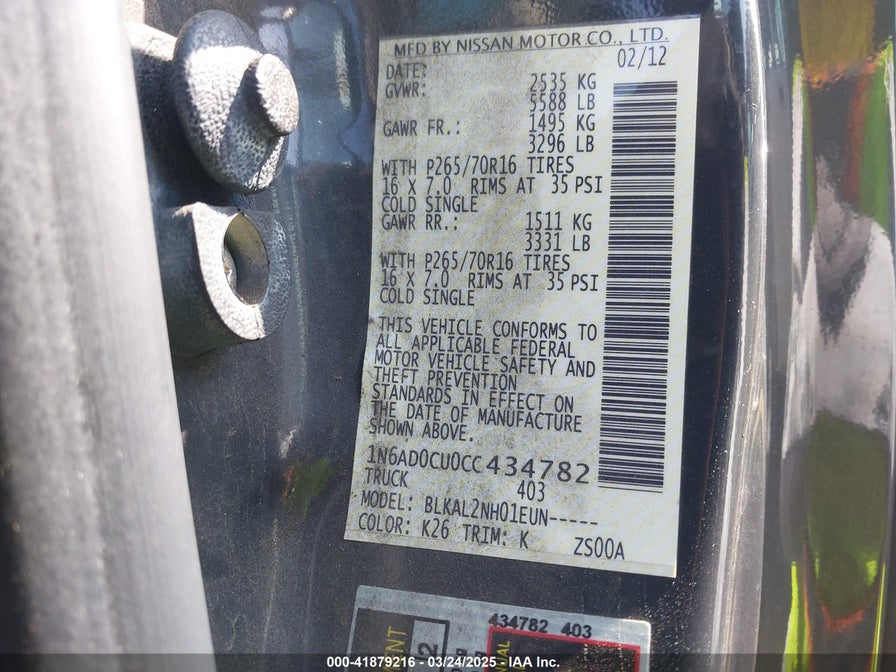 MFD BY NISSAN MOTOR CO., LTD.
DATE: 02/12
GVWR: 2535 KG
5588 LB
GAWR FR.: 1495 KG
3296 LB
WITH P265/70R16 TIRES
16 X 7.0 RIMS AT 35 PSI
COLD SINGLE
GAWR RR.: 1511 KG
3331 LB
WITH P265/70R16 TIRES
16 X 7.0 RIMS AT 35 PSI
COLD SINGLE
THIS VEHICLE CONFORMS TO
ALL APPLICABLE FEDERAL
MOTOR VEHICLE SAFETY AND
THEFT PREVENTION
STANDARDS IN EFFECT ON
THE DATE OF MANUFACTURE
SHOWN ABOVE.
1N6AD0CU0CC434782
TRUCK 403
MODEL: BLKAL2NH01EUN-----
COLOR: K26 TRIM: K ZS00A
434782 403
000-41879216 - 03/24/2025 - IAA Inc.